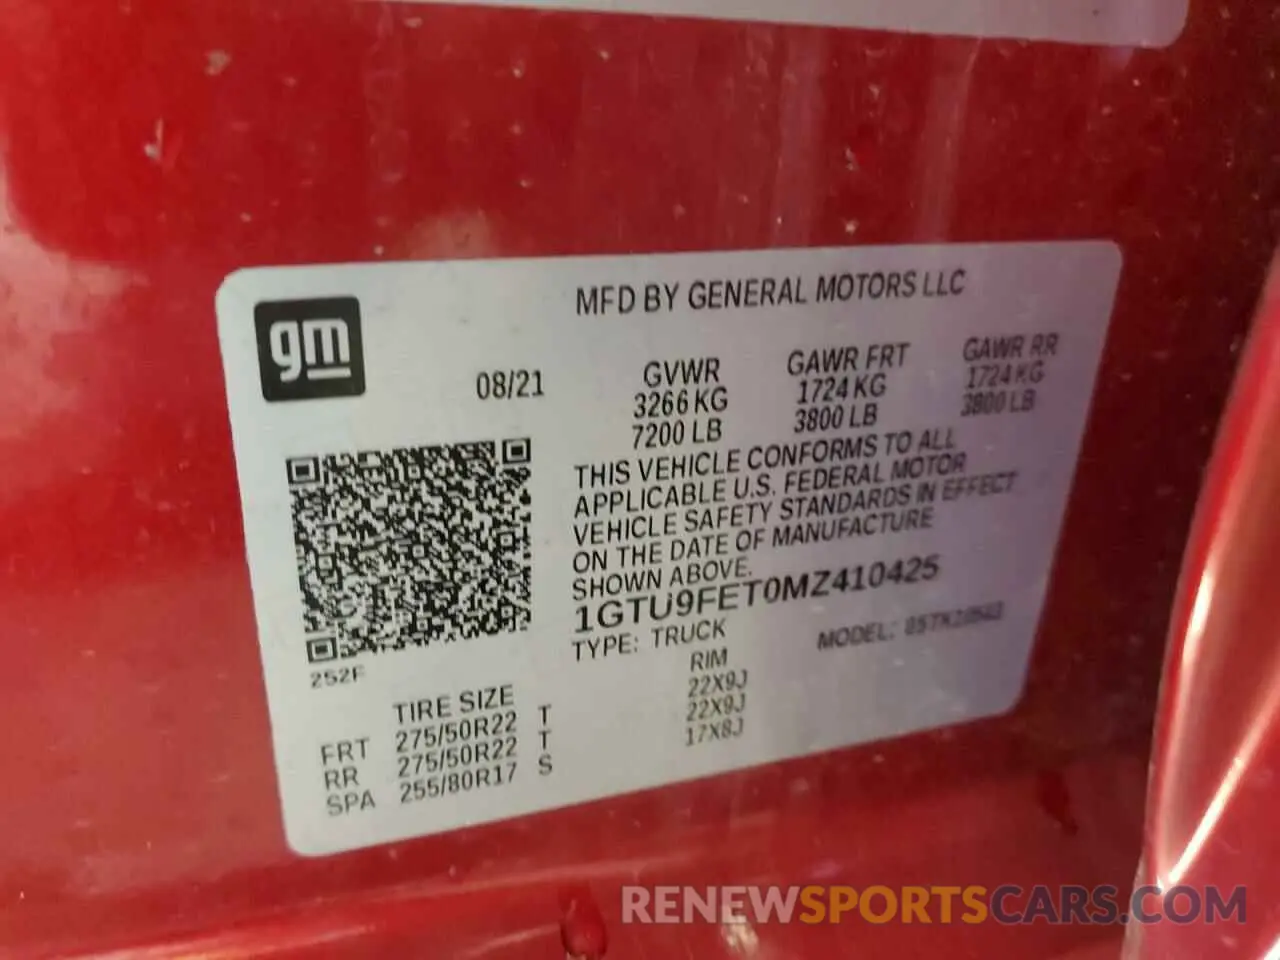 MFD BY GENERAL MOTORS LLC
gm
08/21
GVWR GAWR FRT GAWR RR
3266 KG 1724 KG 1724 KG
7200 LB 3800 LB 3800 LB
THIS VEHICLE CONFORMS TO ALL
APPLICABLE U.S. FEDERAL MOTOR
VEHICLE SAFETY STANDARDS IN EFFECT
ON THE DATE OF MANUFACTURE
SHOWN ABOVE.
1GTU9FET0MZ410425
TYPE: TRUCK MODEL:
252F
TIRE SIZE RIM
FRT 275/50R22 T 22X9J
RR 275/50R22 T 22X9J
SPA 255/80R17 S 17X8J
RENEWSPORTSCARS.COM